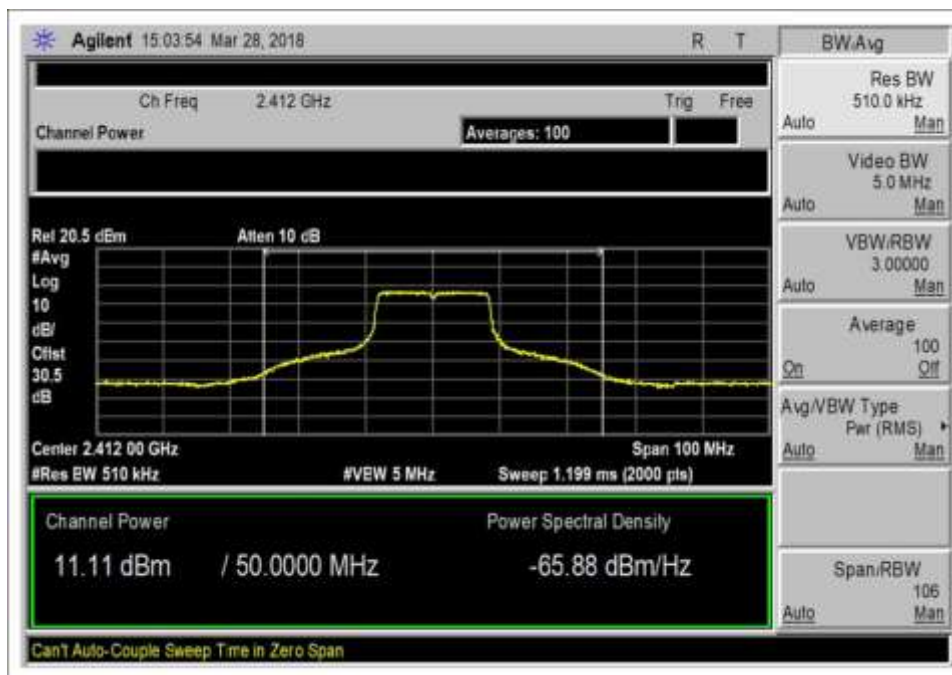 Agilent 15:03:54 Mar 28, 2018 R T
BW/Avg
Ch Freq 2.412 GHz Trig Free
Channel Power Averages: 100
Ref 20.5 dBm Atten 10 dB
#Avg
Log
10
dB/
Offst
30.5
dB
Center 2.412 00 GHz Span 100 MHz
#Res BW 510 kHz #VBW 5 MHz Sweep 1.199 ms (2000 pts)
Channel Power Power Spectral Density
11.11 dBm / 50.0000 MHz -65.88 dBm/Hz
Can't Auto-Couple Sweep Time in Zero Span
Res BW
510.0 kHz
Auto Man
Video BW
5.0 MHz
Auto Man
VBW/RBW
3.00000
Auto Man
Average
100
On Off
Avg/VBW Type
Pwr (RMS)
Auto Man
Span/RBW
106
Auto Man